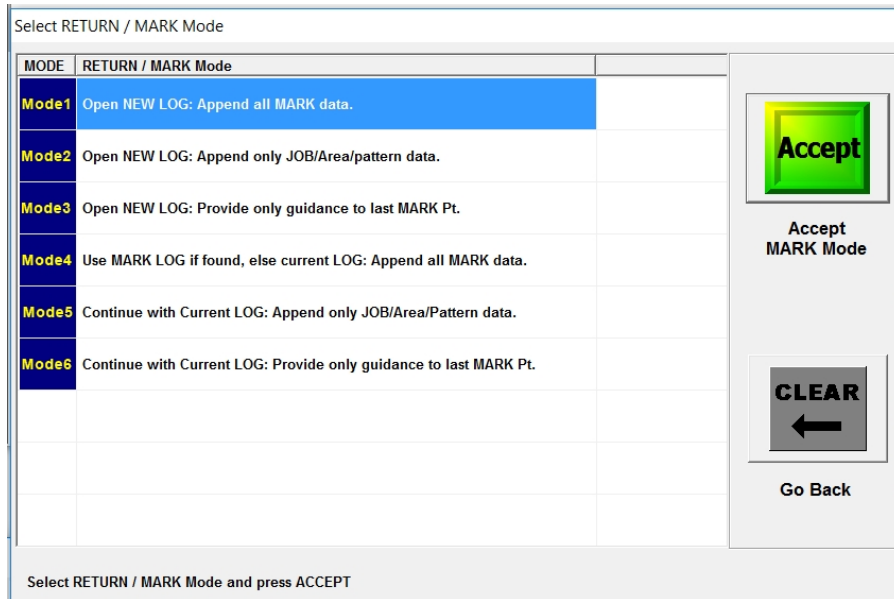 Select RETURN / MARK Mode
MODE RETURN / MARK Mode
Mode1 Open NEW LOG: Append all MARK data.
Mode2 Open NEW LOG: Append only JOB/Area/pattern data.
Mode3 Open NEW LOG: Provide only guidance to last MARK Pt.
Mode4 Use MARK LOG if found, else current LOG: Append all MARK data.
Mode5 Continue with Current LOG: Append only JOB/Area/Pattern data.
Mode6 Continue with Current LOG: Provide only guidance to last MARK Pt.
Accept
Accept
MARK Mode
CLEAR
Go Back
Select RETURN / MARK Mode and press ACCEPT